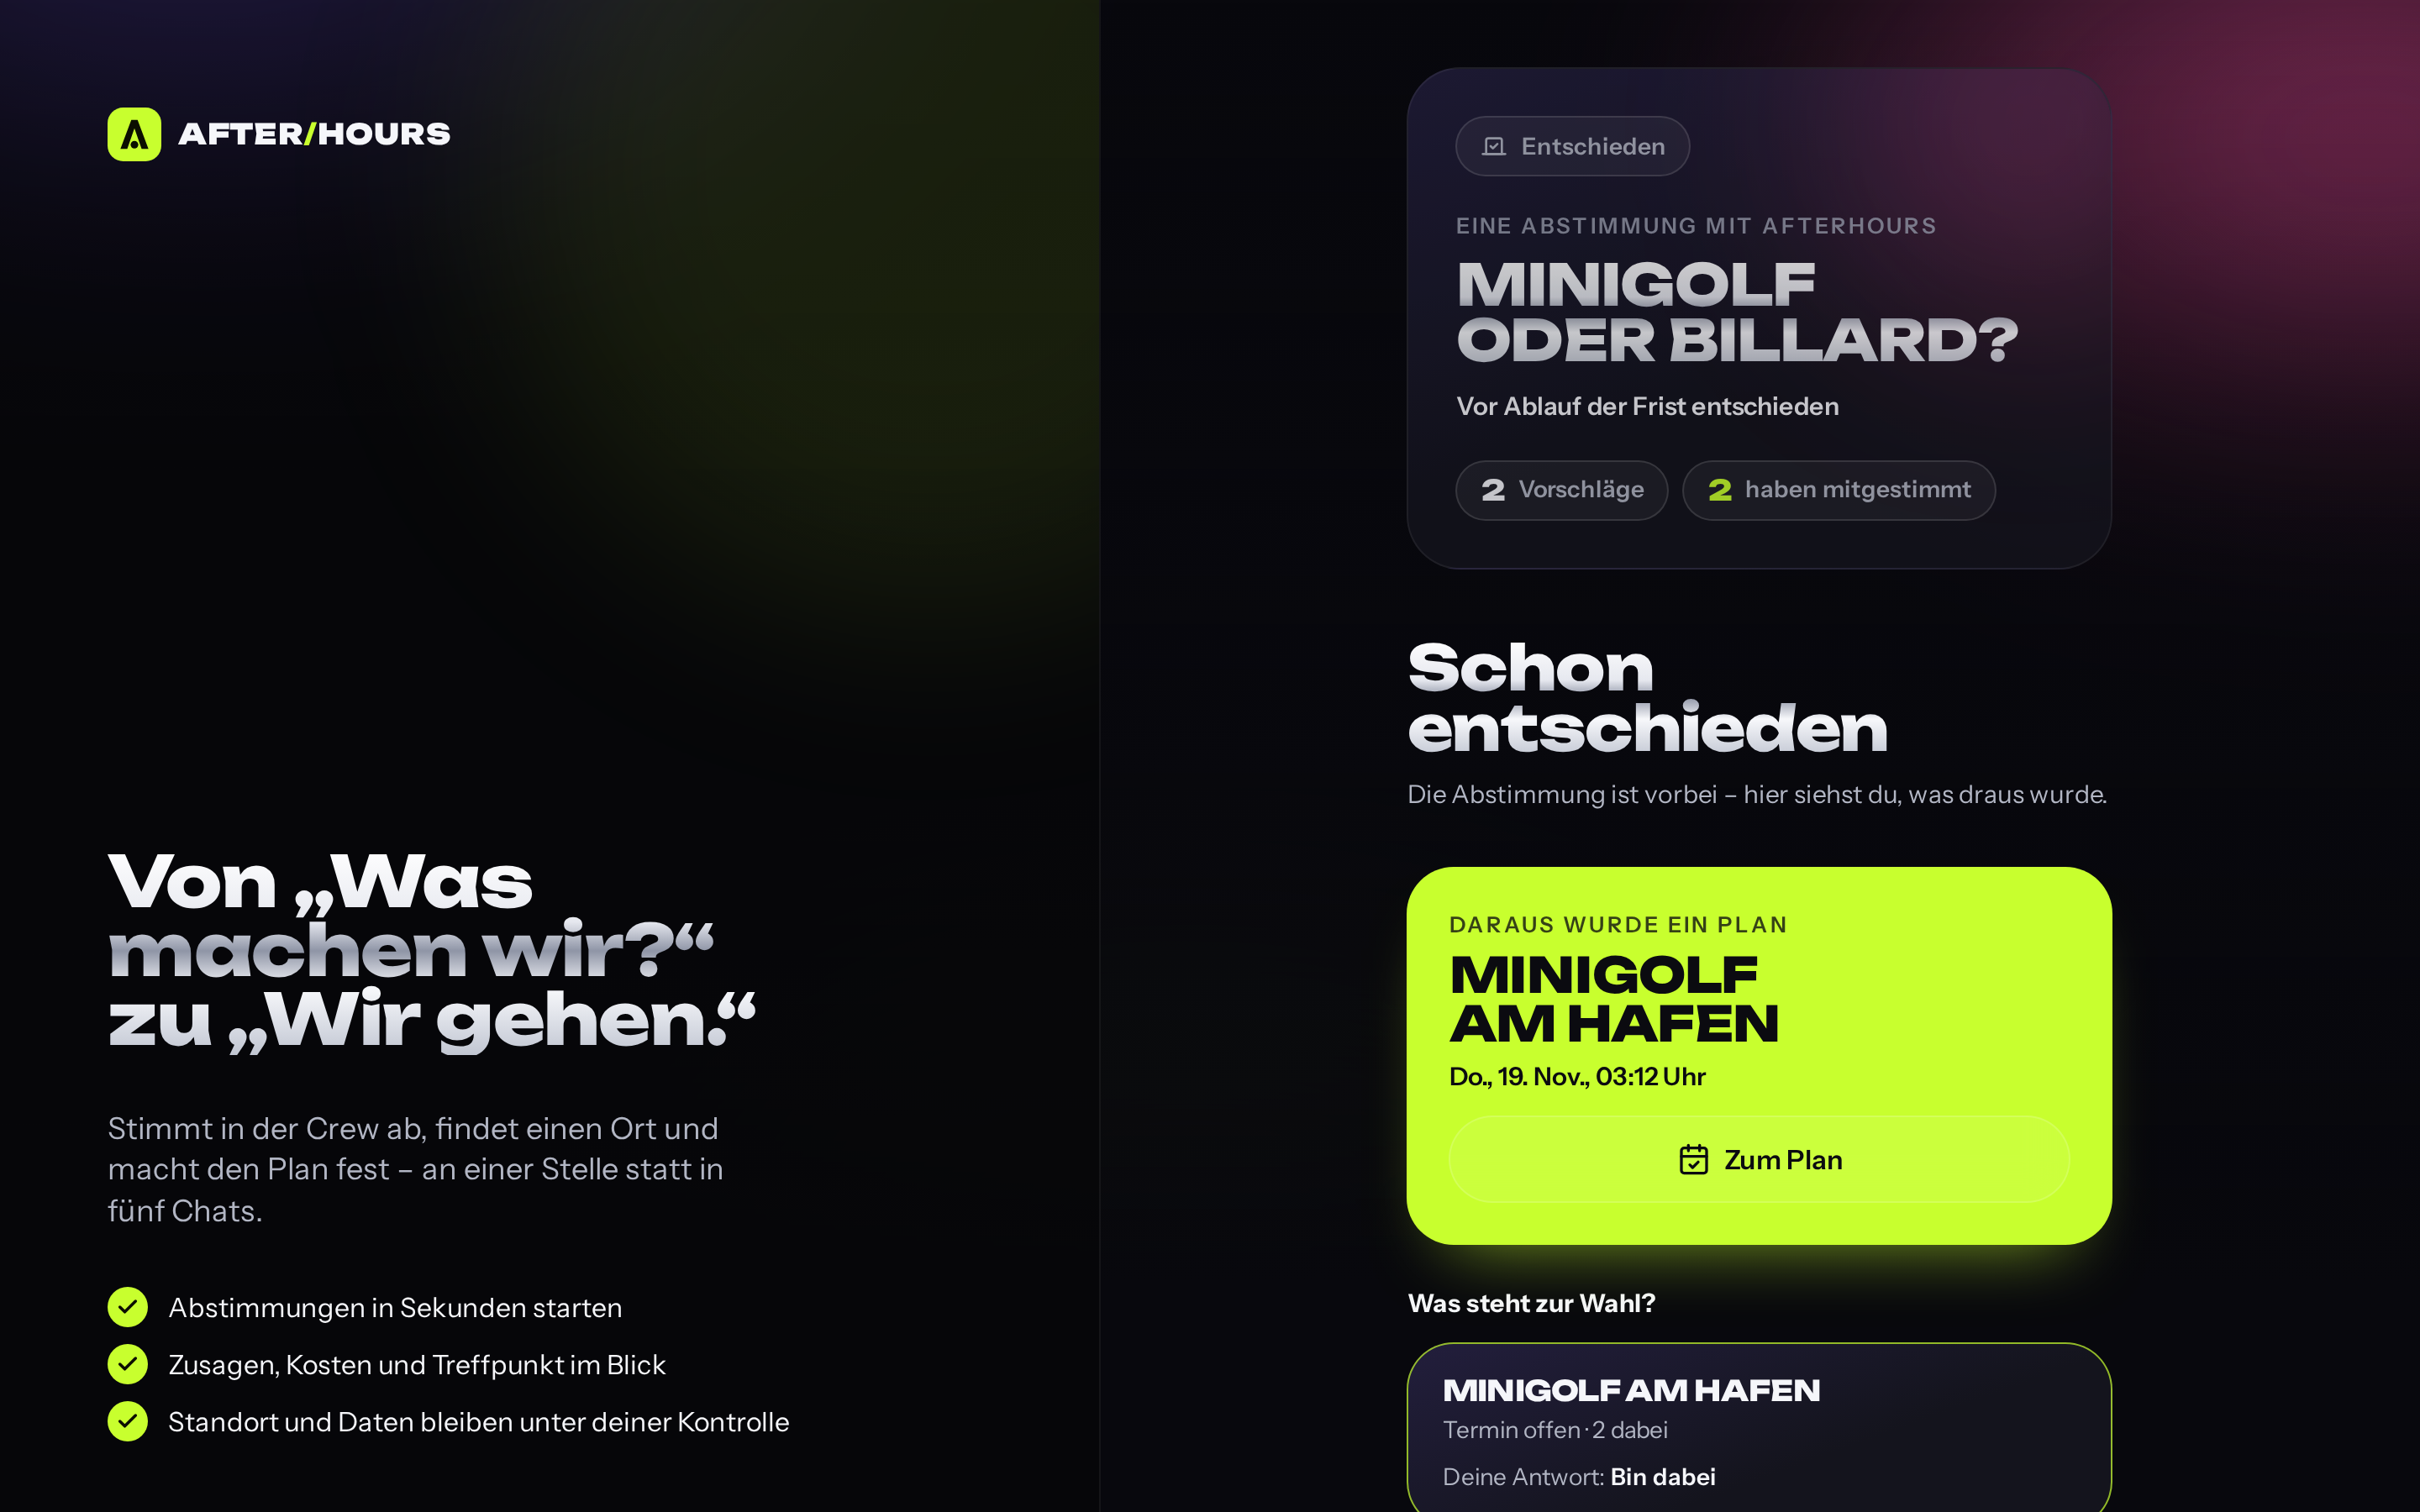 AFTER/HOURS
Von „Was
machen wir?“
zu „Wir gehen.“
Stimmt in der Crew ab, findet einen Ort und
macht den Plan fest – an einer Stelle statt in
fünf Chats.
Abstimmungen in Sekunden starten
Zusagen, Kosten und Treffpunkt im Blick
Standort und Daten bleiben unter deiner Kontrolle
Entschieden
EINE ABSTIMMUNG MIT AFTERHOURS
MINIGOLF
ODER BILLARD?
Vor Ablauf der Frist entschieden
2 Vorschläge 2 haben mitgestimmt
Schon
entschieden
Die Abstimmung ist vorbei – hier siehst du, was draus wurde.
DARAUS WURDE EIN PLAN
MINIGOLF
AM HAFEN
Do., 19. Nov., 03:12 Uhr
Zum Plan
Was steht zur Wahl?
MINIGOLF AM HAFEN
Termin offen · 2 dabei
Deine Antwort: Bin dabei